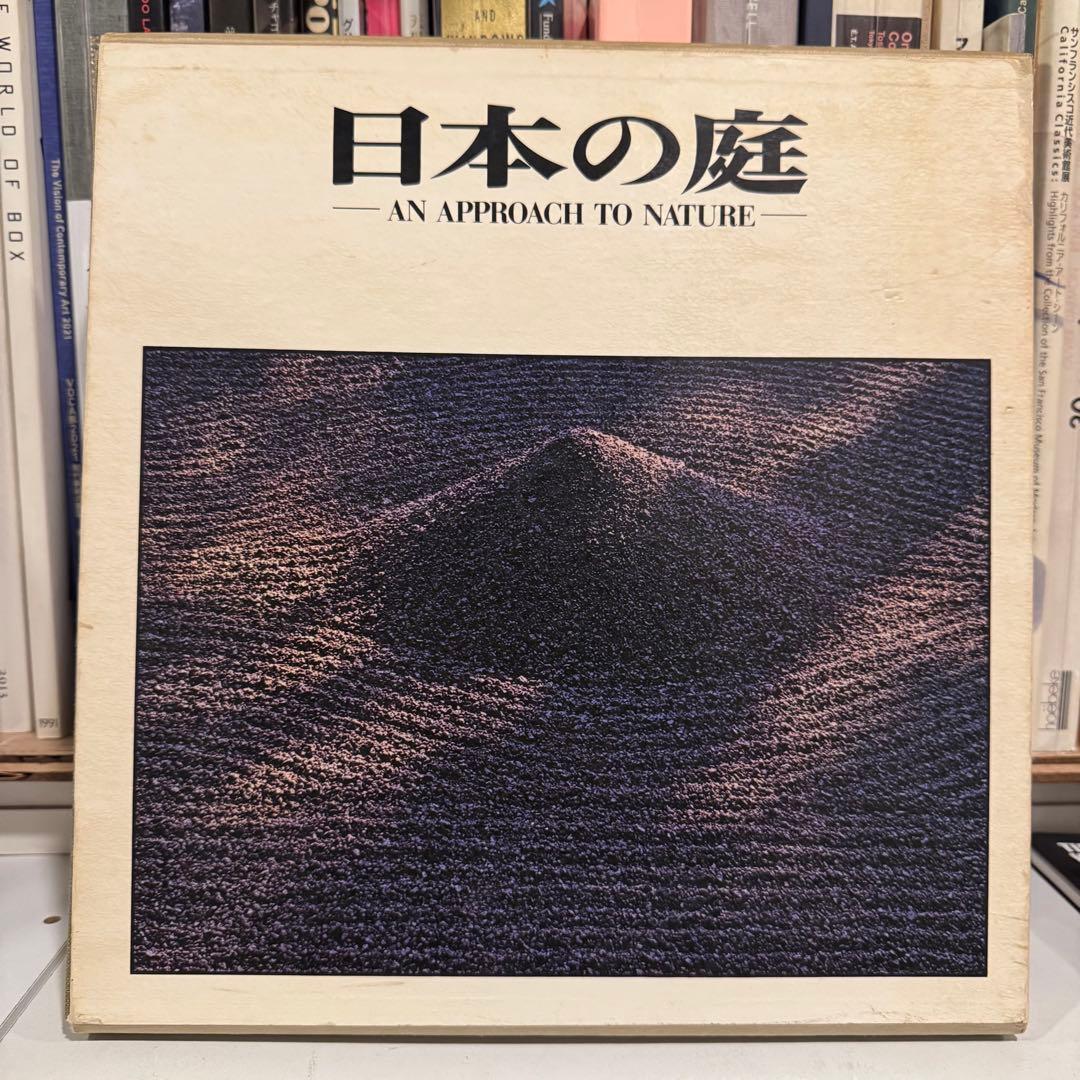 日本の庭
AN APPROACH TO NATURE
WORLD OF BOX
The Vision of Contemporary Art 2021
1991
2013
AND
サンフランシスコ近代美術館展
California Classics:
Highlights from the Collection of the San Francisco Museum of